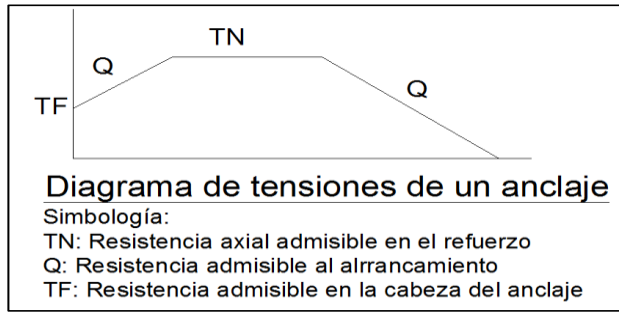 TN
Q
Q
TF
Diagrama de tensiones de un anclaje
Simbología:
TN: Resistencia axial admisible en el refuerzo
Q: Resistencia admisible al alrrancamiento
TF: Resistencia admisible en la cabeza del anclaje